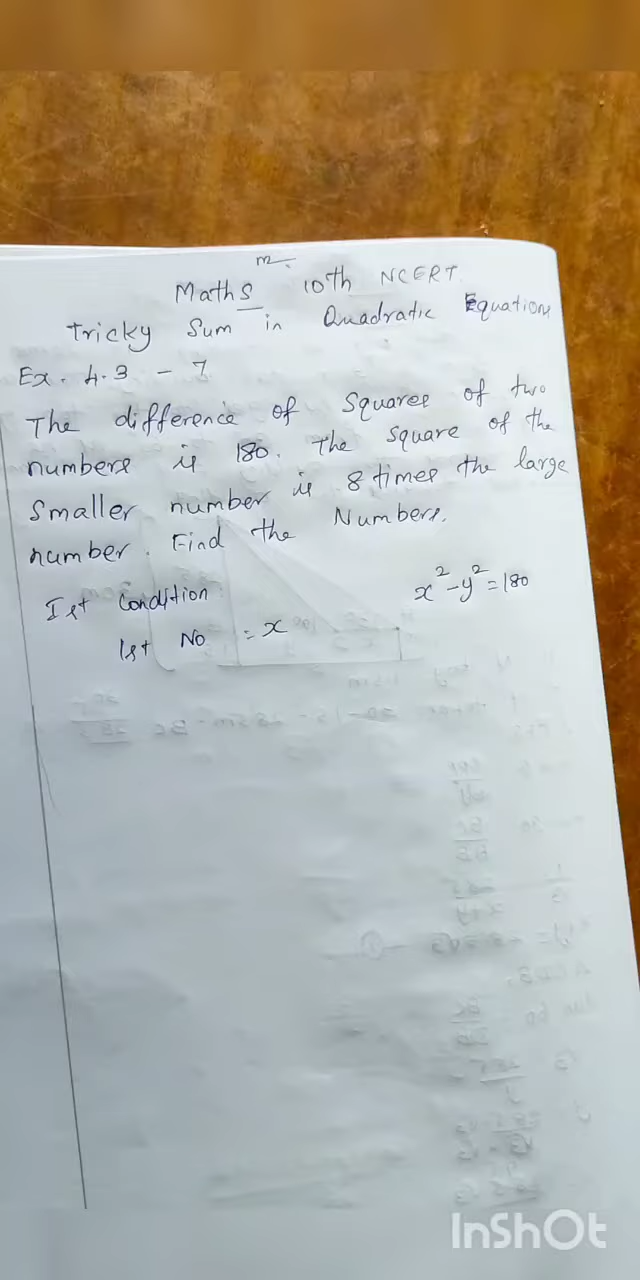 m.
Maths 10th NCERT
Tricky Sum in Quadratic Equation
Ex. 4.3 - 7
The difference of squares of two
numbers is 180. The square of the
smaller number is 8 times the large
number. Find the Numbers.
Ist Condition
x²-y²=180
1st No = x
InShOt